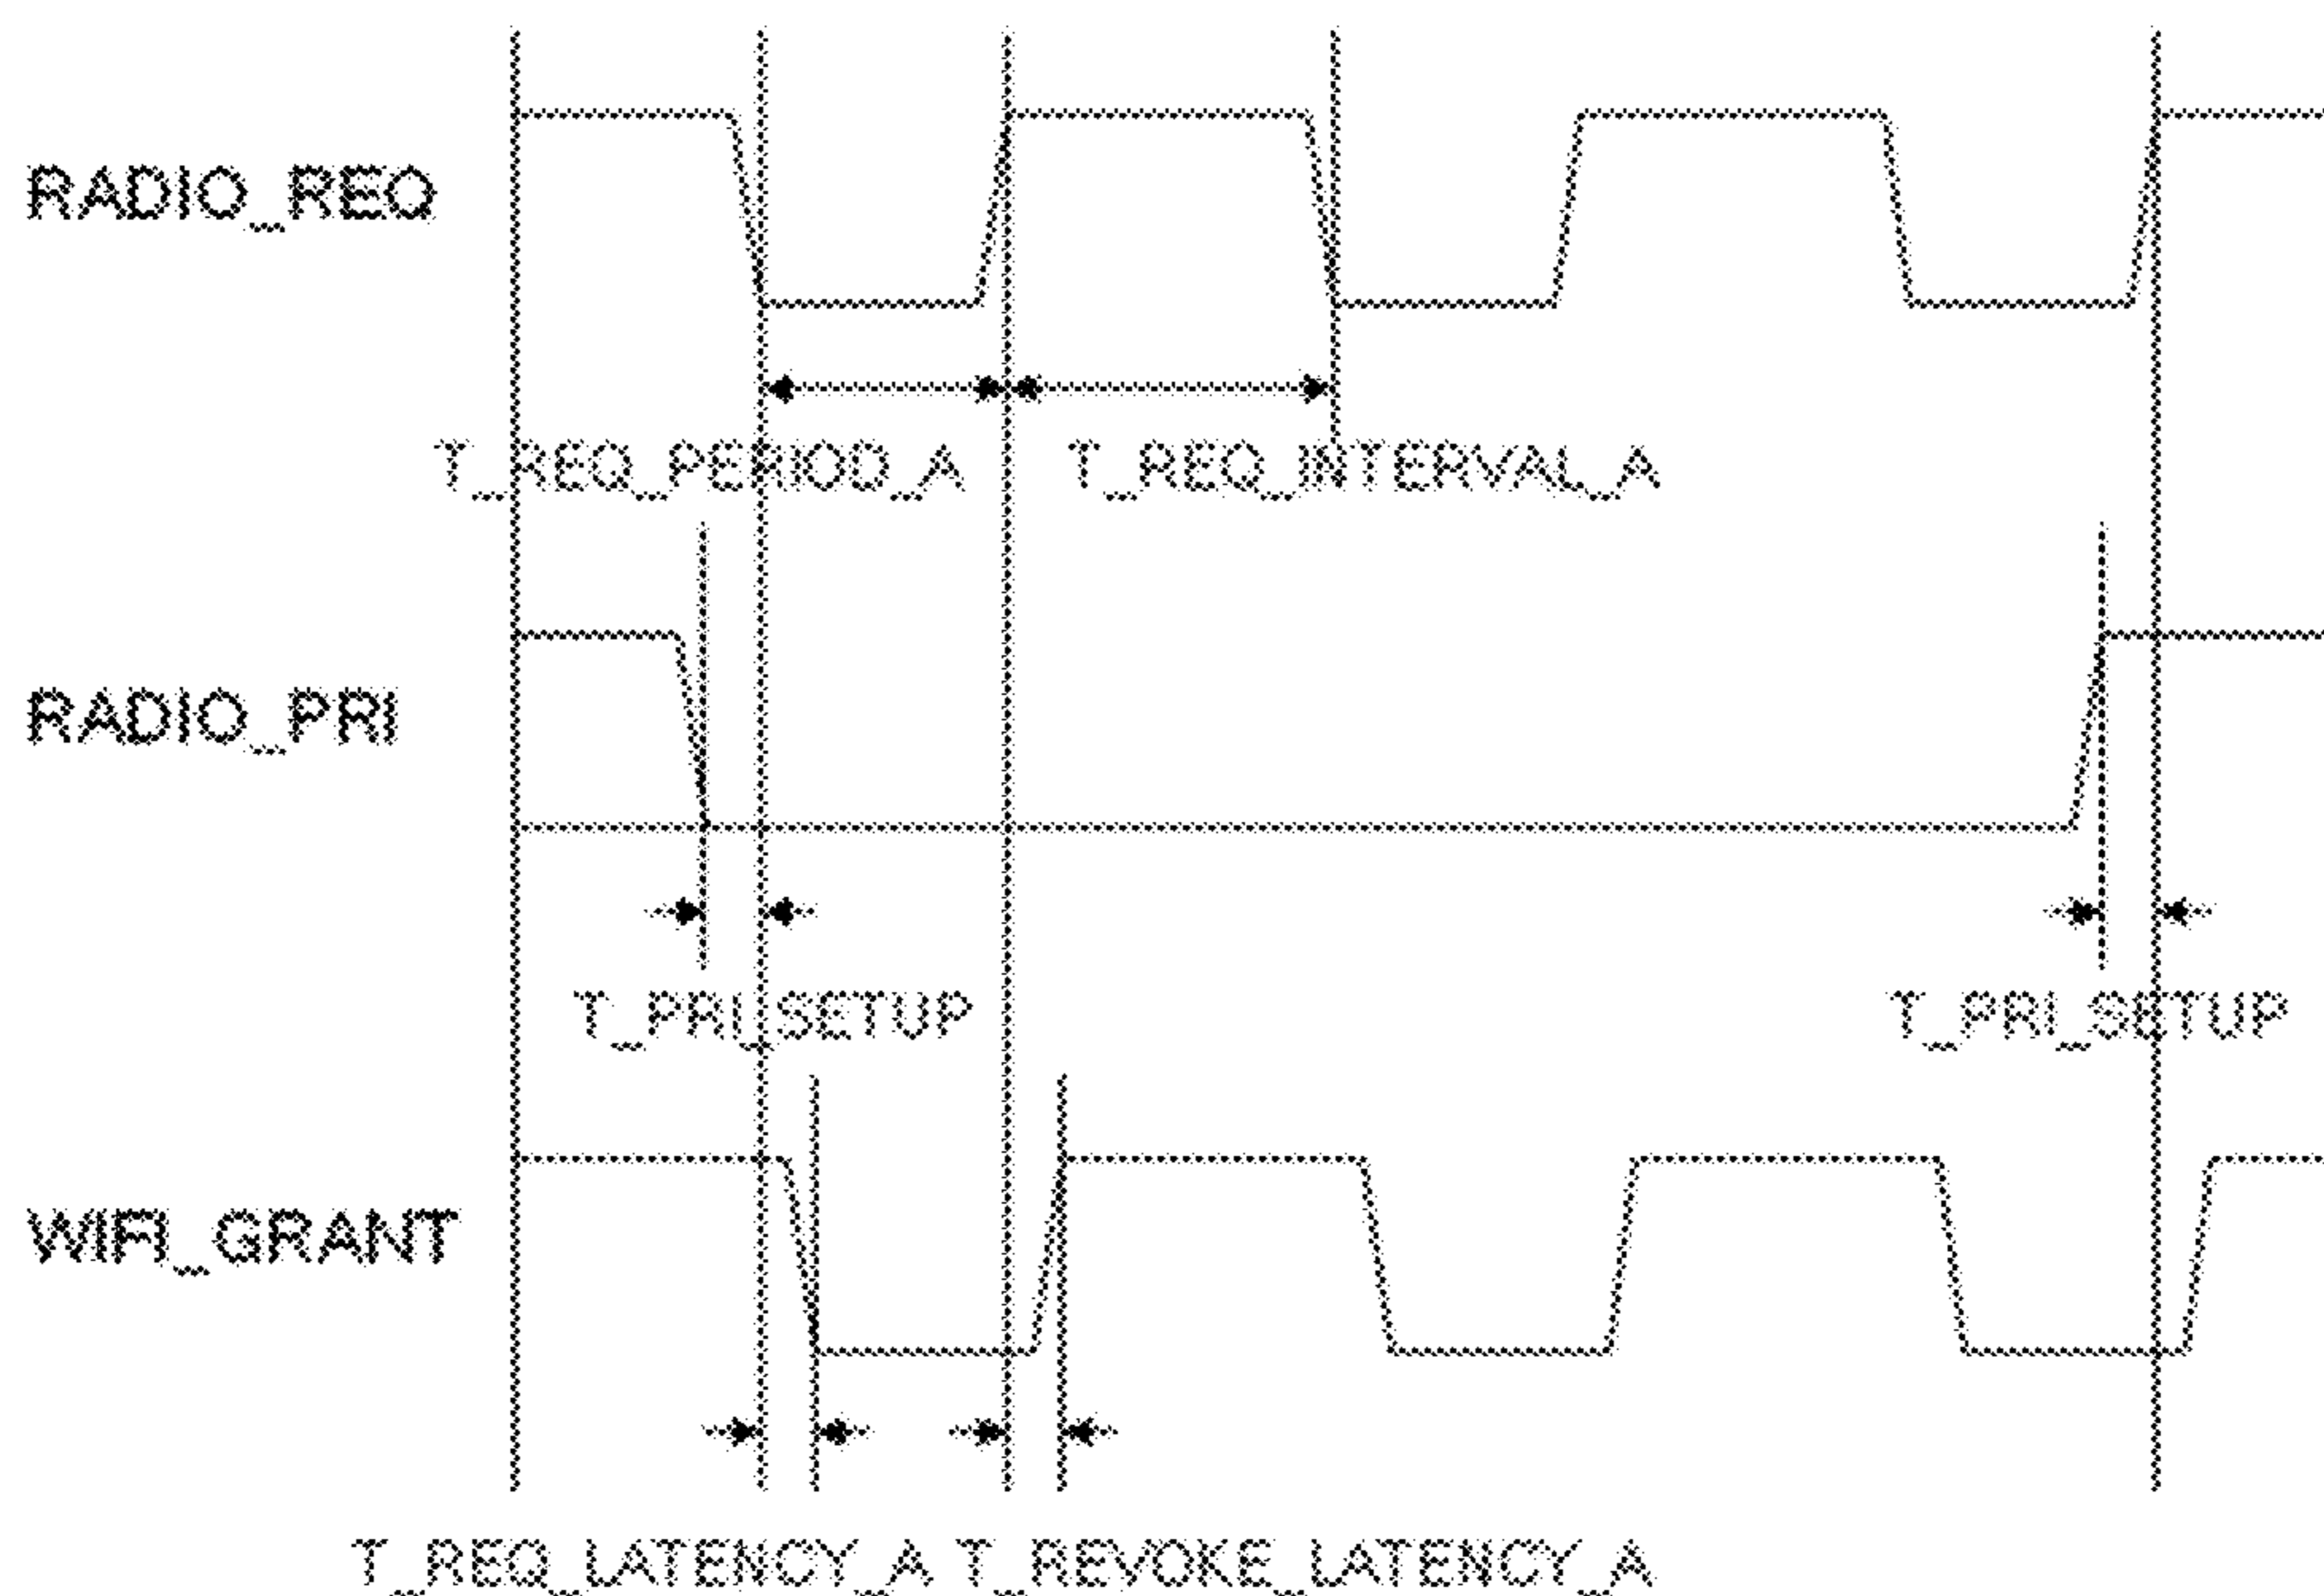 RADIO_REQ
T_REQ_PERIOD_A T_REQ_INTERVAL_A
RADIO_PRI
T_PRI_SETUP T_PRI_SETUP
WIFI_GRANT
T_REQ_LATENCY_A T_REVOKE_LATENCY_A